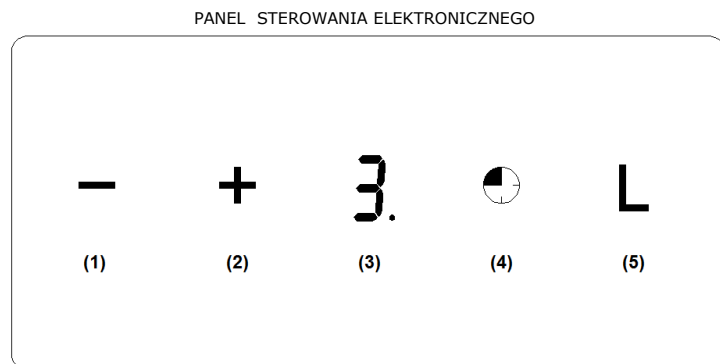 PANEL STEROWANIA ELEKTRONICZNEGO
- + 3. L
(1) (2) (3) (4) (5)